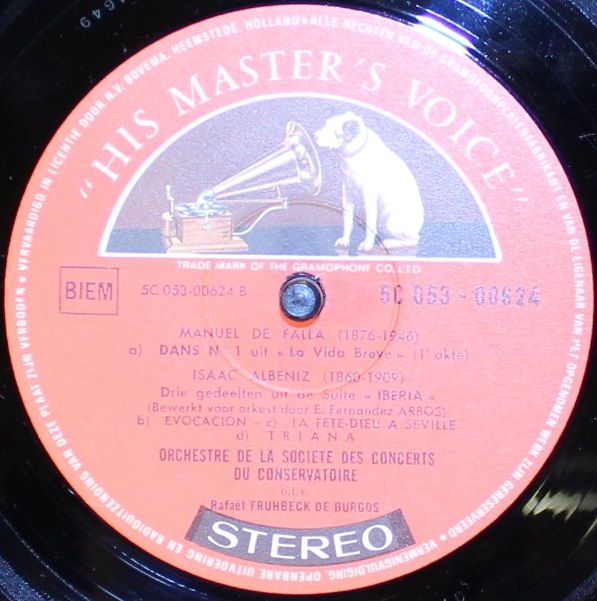 VERVAARDIGD IN LICENTIE DOOR N.V. BOVEMA, HEEMSTEDE, HOLLAND • ALLE RECHTEN VAN DE GRAMOFOONPLATENFABRIKANT EN VAN DE EIGENAAR VAN HET OPGENOMEN WERK ZIJN GERESERVEERD • VERMENIGVULDIGING, OPENBARE UITVOERING EN RADIOUITZENDING VAN DEZE PLAAT ZIJN VERBODEN •
"HIS MASTER'S VOICE"
TRADE MARK OF THE GRAMOPHONE CO. LTD
BIEM
5C 053-00624 B
5C 053 - 00624
MANUEL DE FALLA (1876-1946)
a) DANS N° 1 uit « La Vida Breve » (1e akte)
ISAAC ALBENIZ (1860-1909)
Drie gedeelten uit de Suite « IBERIA »
(Bewerkt voor orkest door E. Fernandez ARBOS)
b) EVOCACION - c) LA FETE-DIEU A SEVILLE
d) TRIANA
ORCHESTRE DE LA SOCIETE DES CONCERTS
DU CONSERVATOIRE
o.l.v.
Rafaël FRUHBECK DE BURGOS
STEREO